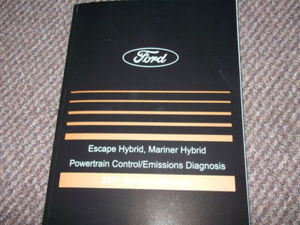 Ford
Escape Hybrid, Mariner Hybrid
Powertrain Control/Emissions Diagnosis